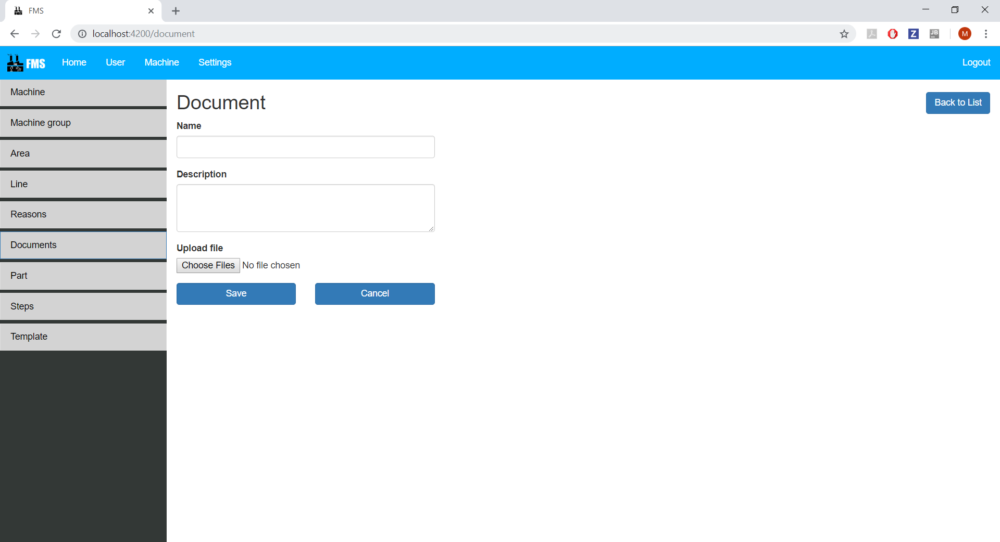 FMS
localhost:4200/document
Z
JB
M
FMS
Home
User
Machine
Settings
Logout
Machine
Machine group
Area
Line
Reasons
Documents
Part
Steps
Template
Document
Back to List
Name
Description
Upload file
Choose Files No file chosen
Save
Cancel